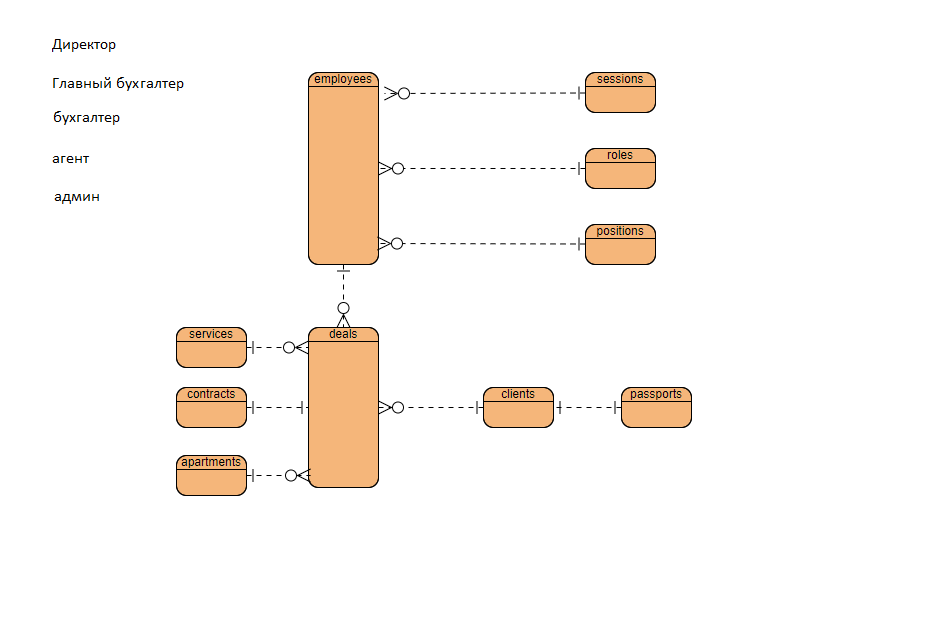 Директор
Главный бухгалтер
бухгалтер
агент
админ
employees
sessions
roles
positions
services
deals
contracts
clients
passports
apartments